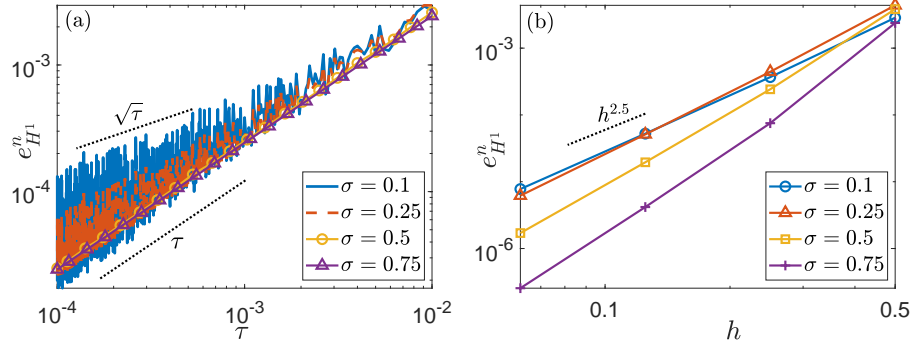 (a)
10^{-3}
10^{-4}
e^n_{H^1}
√τ
τ
σ = 0.1
σ = 0.25
σ = 0.5
σ = 0.75
10^{-4}
10^{-3}
10^{-2}
τ
(b)
10^{-3}
10^{-6}
e^n_{H^1}
h^{2.5}
σ = 0.1
σ = 0.25
σ = 0.5
σ = 0.75
0.1
0.5
h